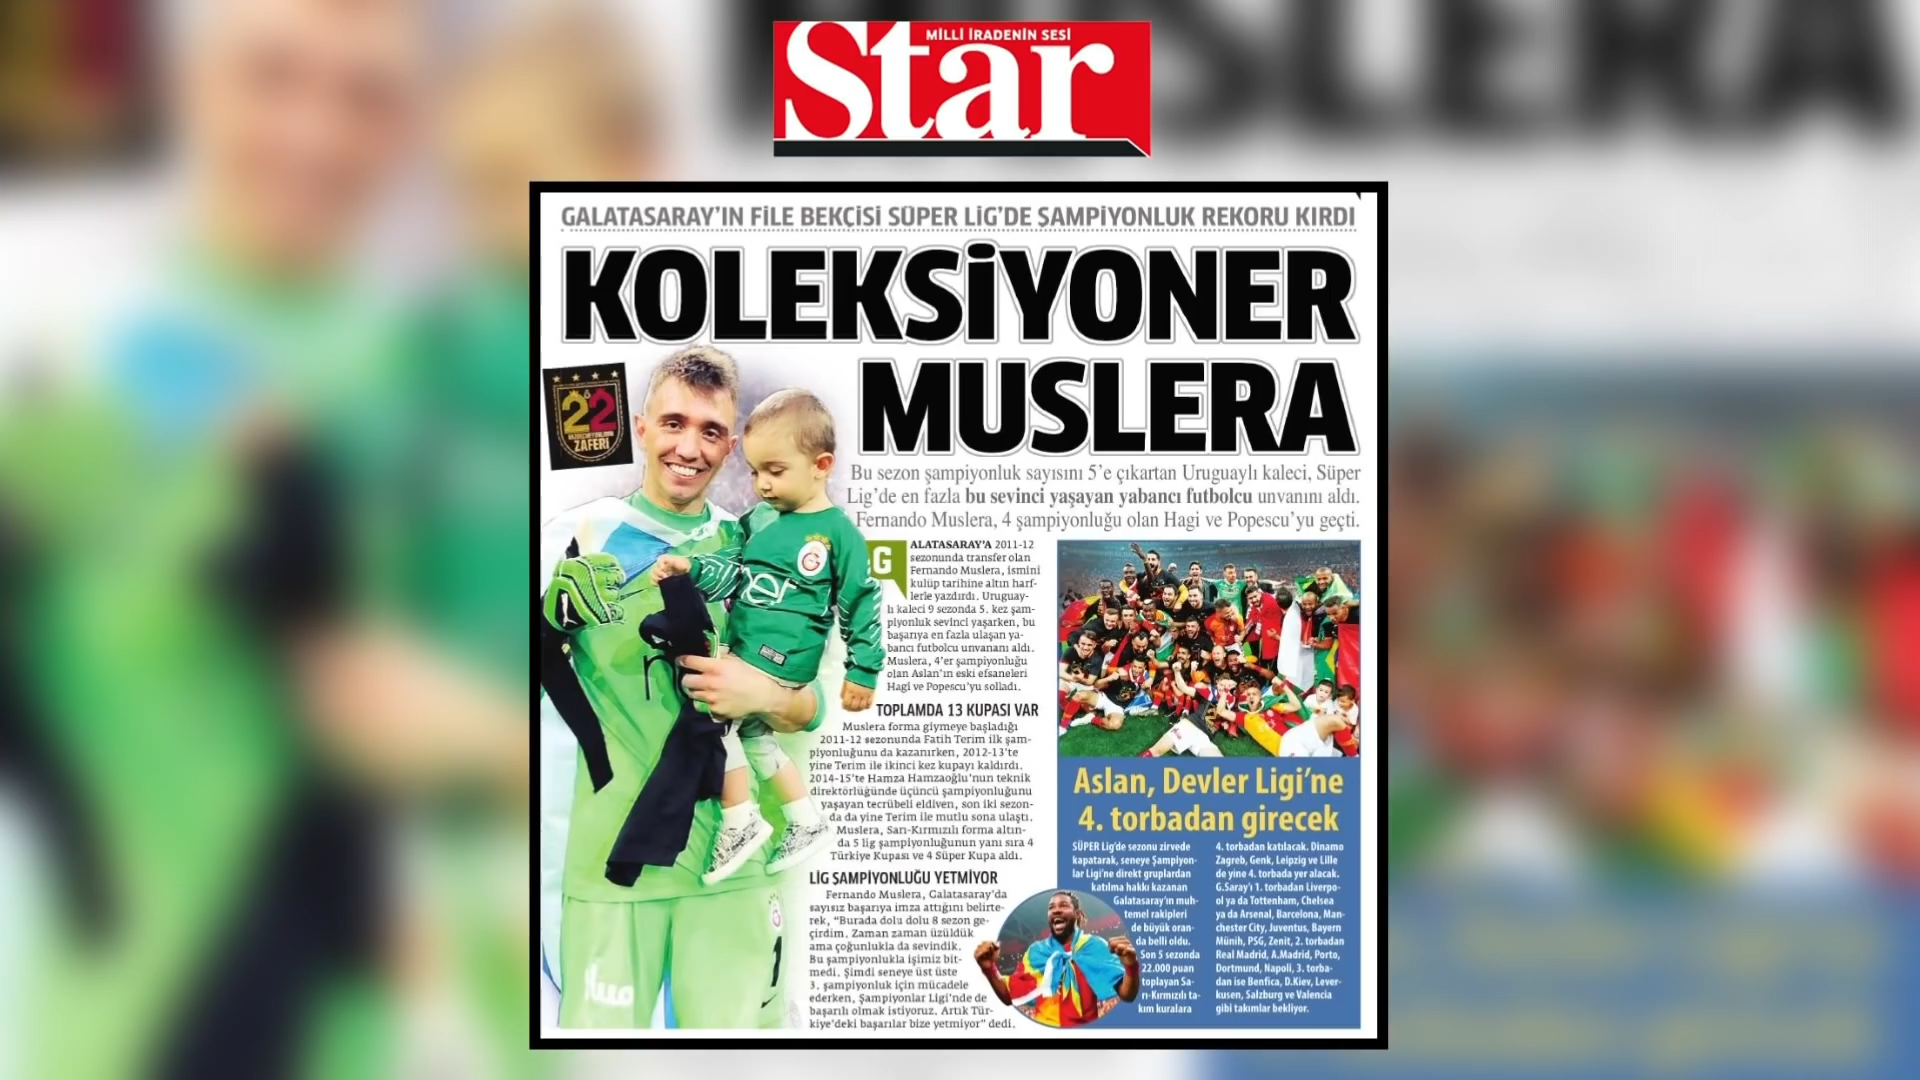 MİLLİ İRADENİN SESİ
Star
GALATASARAY'IN FİLE BEKÇİSİ SÜPER LİG'DE ŞAMPİYONLUK REKORU KIRDI
KOLEKSİYONER
MUSLERA
22
ZAFERİ
Bu sezon şampiyonluk sayısını 5'e çıkartan Uruguaylı kaleci, Süper
Lig'de en fazla bu sevinci yaşayan yabancı futbolcu unvanını aldı.
Fernando Muslera, 4 şampiyonluğu olan Hagi ve Popescu'yu geçti.
GALATASARAY'A 2011-12
sezonunda transfer olan
Fernando Muslera, ismini
kulüp tarihine altın harf-
lerle yazdırdı. Uruguay-
lı kaleci 9 sezonda 5. kez şam-
piyonluk sevinci yaşarken, bu
başarıya en fazla ulaşan ya-
bancı futbolcu unvanını aldı.
Muslera, 4'er şampiyonluğu
olan Aslan'ın eski efsaneleri
Hagi ve Popescu'yu solladı.
TOPLAMDA 13 KUPASI VAR
Muslera forma giymeye başladığı
2011-12 sezonunda Fatih Terim ilk şam-
piyonluğunu da kazanırken, 2012-13'te
yine Terim ile ikinci kez kupayı kaldırdı.
2014-15'te Hamza Hamzaoğlu'nun teknik
direktörlüğünde üçüncü şampiyonluğunu
yaşayan tecrübeli eldiven, son iki sezon-
da da yine Terim ile mutlu sona ulaştı.
Muslera, Sarı-Kırmızılı forma altın-
da 5 lig şampiyonluğunun yanı sıra 4
Türkiye Kupası ve 4 Süper Kupa aldı.
LİG ŞAMPİYONLUĞU YETMİYOR
Fernando Muslera, Galatasaray'da
sayısız başarıya imza attığını belirte-
rek, "Burada dolu dolu 8 sezon ge-
çirdim. Zaman zaman üzüldük
ama çoğunlukla da sevindik.
Bu şampiyonlukla işimiz bit-
medi. Şimdi seneye üst üste
3. şampiyonluk için mücadele
ederken, Şampiyonlar Ligi'nde de
başarılı olmak istiyoruz. Artık Tür-
kiye'deki başarılar bize yetmiyor" dedi.
Aslan, Devler Ligi'ne
4. torbadan girecek
SÜPER Lig'de sezonu zirvede
kapatarak, seneye Şampiyon-
lar Ligi'ne direkt gruplardan
katılma hakkı kazanan
Galatasaray'ın muh-
temel rakipleri
de büyük oran-
da belli oldu.
Son 5 sezonda
22.000 puan
toplayan Sa-
rı-Kırmızılı ta-
kım kuralara
4. torbadan katılacak. Dinamo
Zagreb, Genk, Leipzig ve Lille
de yine 4. torbada yer alacak.
G.Saray'ı 1. torbadan Liverpo-
ol ya da Tottenham, Chelsea
ya da Arsenal, Barcelona, Man-
chester City, Juventus, Bayern
Münih, PSG, Zenit, 2. torbadan
Real Madrid, A.Madrid, Porto,
Dortmund, Napoli, 3. torba-
dan ise Benfica, D.Kiev, Lever-
kusen, Salzburg ve Valencia
gibi takımlar bekliyor.
1